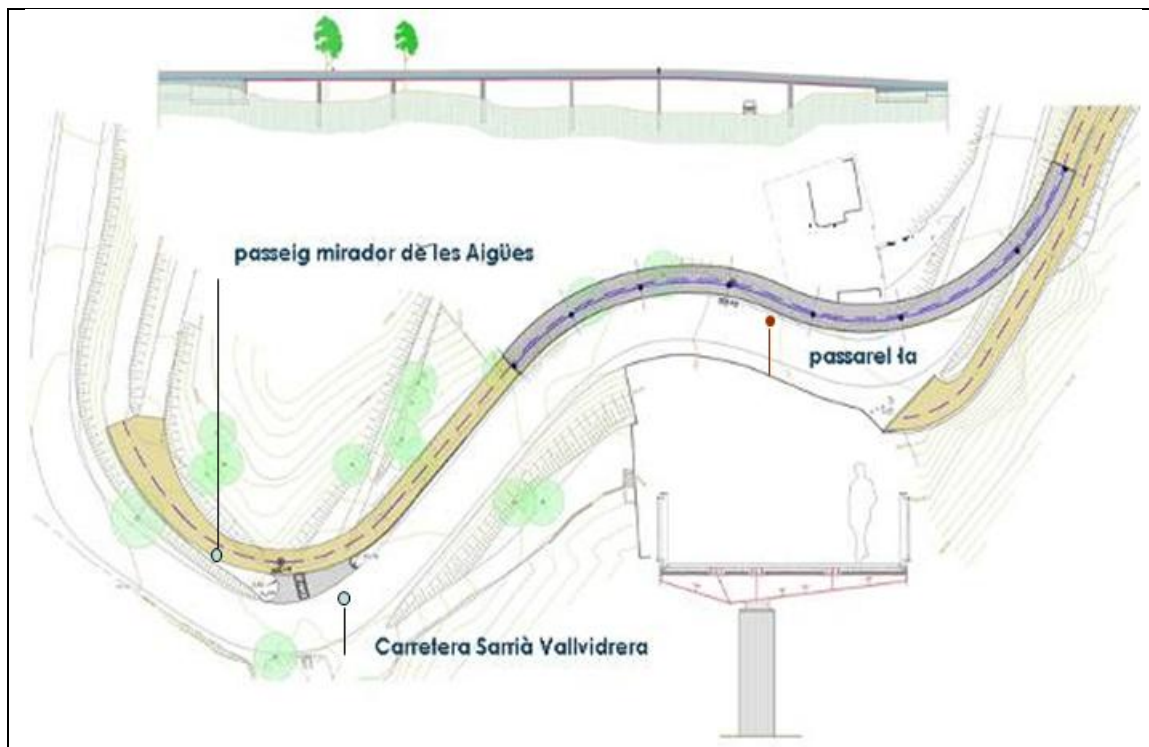 passeig mirador de les Aigües
passarel·la
Carretera Sarrià Vallvidrera